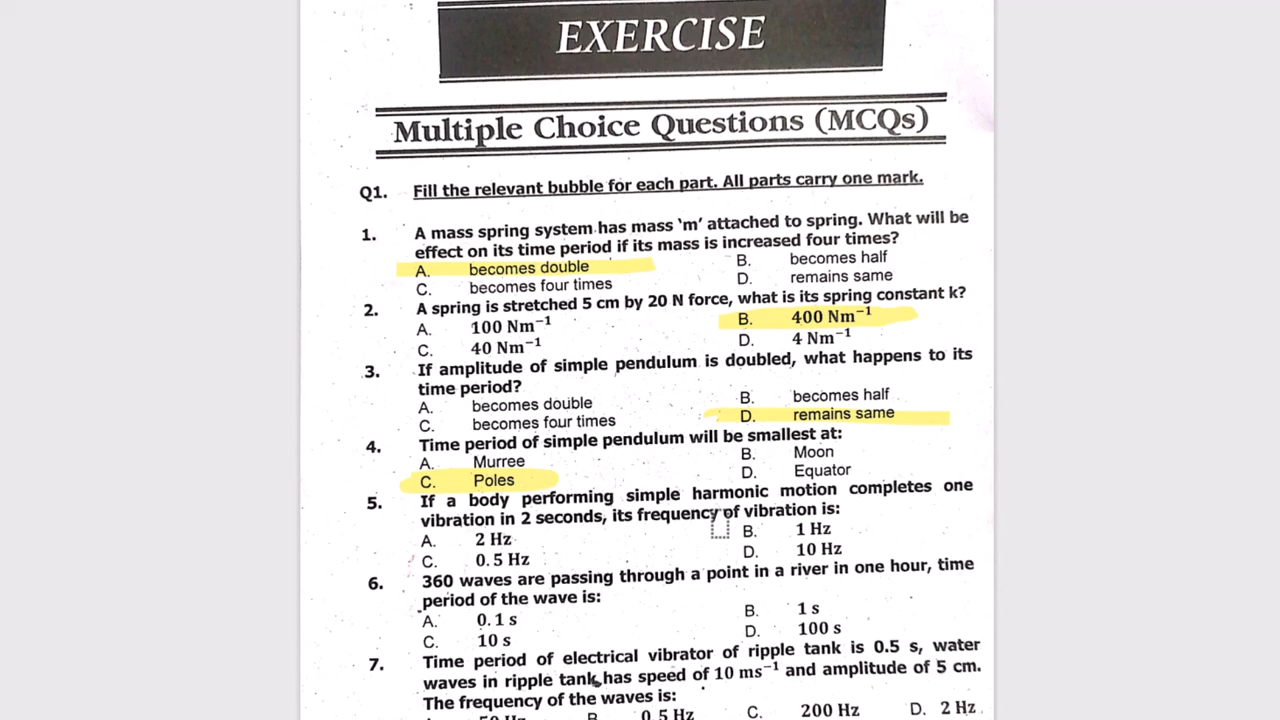 EXERCISE
Multiple Choice Questions (MCQs)
Q1. Fill the relevant bubble for each part. All parts carry one mark.
1. A mass spring system has mass 'm' attached to spring. What will be
effect on its time period if its mass is increased four times?
A. becomes double B. becomes half
C. becomes four times D. remains same
2. A spring is stretched 5 cm by 20 N force, what is its spring constant k?
A. 100 Nm⁻¹ B. 400 Nm⁻¹
C. 40 Nm⁻¹ D. 4 Nm⁻¹
3. If amplitude of simple pendulum is doubled, what happens to its
time period?
A. becomes double B. becomes half
C. becomes four times D. remains same
4. Time period of simple pendulum will be smallest at:
A. Murree B. Moon
C. Poles D. Equator
5. If a body performing simple harmonic motion completes one
vibration in 2 seconds, its frequency of vibration is:
A. 2 Hz B. 1 Hz
C. 0.5 Hz D. 10 Hz
6. 360 waves are passing through a point in a river in one hour, time
period of the wave is:
A. 0.1 s B. 1 s
C. 10 s D. 100 s
7. Time period of electrical vibrator of ripple tank is 0.5 s, water
waves in ripple tank has speed of 10 ms⁻¹ and amplitude of 5 cm.
The frequency of the waves is:
50 Hz B. 0.5 Hz C. 200 Hz D. 2 Hz